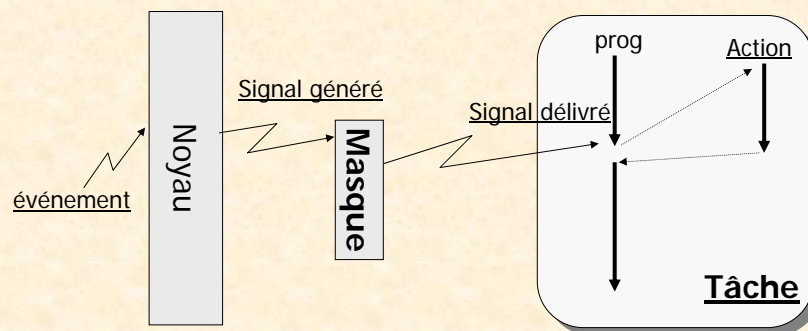 événement
Noyau
Signal généré
Masque
Signal délivré
prog
Action
Tâche